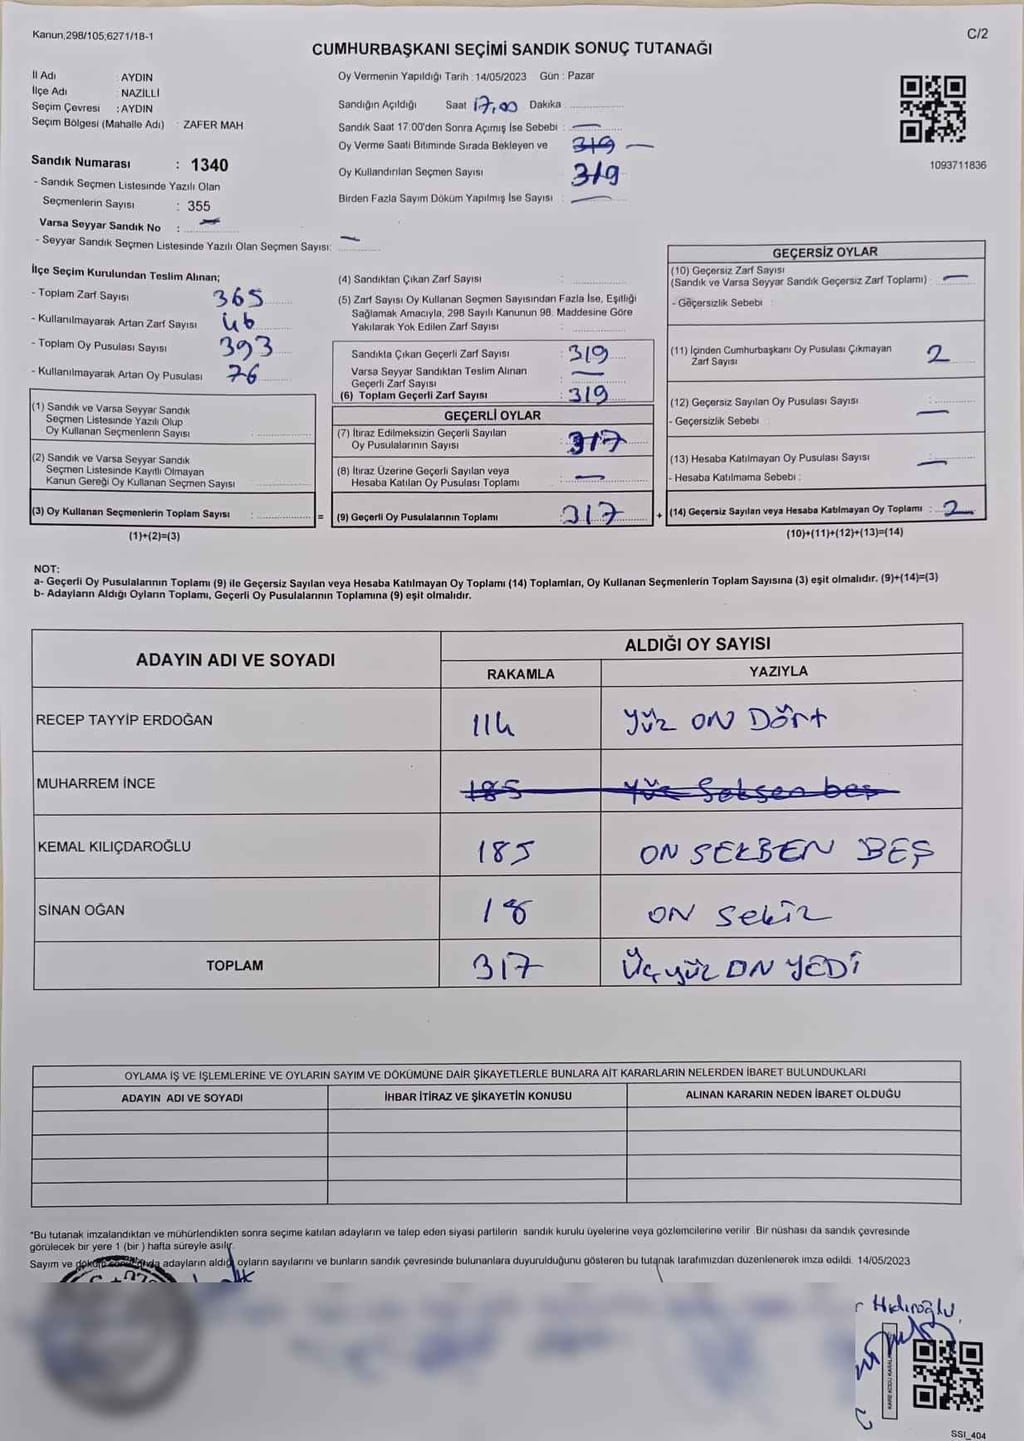 Kanun,298/105,6271/18-1
C/2
CUMHURBAŞKANI SEÇİMİ SANDIK SONUÇ TUTANAĞI
İl Adı : AYDIN
İlçe Adı : NAZİLLİ
Seçim Çevresi : AYDIN
Seçim Bölgesi (Mahalle Adı) : ZAFER MAH
Sandık Numarası : 1340
- Sandık Seçmen Listesinde Yazılı Olan
Seçmenlerin Sayısı : 355
Varsa Seyyar Sandık No : —
- Seyyar Sandık Seçmen Listesinde Yazılı Olan Seçmen Sayısı: —
Oy Vermenin Yapıldığı Tarih : 14/05/2023 Gün : Pazar
Sandığın Açıldığı Saat 17,00 Dakika
Sandık Saat 17:00'den Sonra Açımış İse Sebebi : —
Oy Verme Saati Bitiminde Sırada Bekleyen ve 319 —
Oy Kullandırılan Seçmen Sayısı 319
Birden Fazla Sayım Döküm Yapılmış İse Sayısı : —
1093711836
İlçe Seçim Kurulundan Teslim Alınan;
- Toplam Zarf Sayısı 365
- Kullanılmayarak Artan Zarf Sayısı 46
- Toplam Oy Pusulası Sayısı 393
- Kullanılmayarak Artan Oy Pusulası 76
(1) Sandık ve Varsa Seyyar Sandık
Seçmen Listesinde Yazılı Olup
Oy Kullanan Seçmenlerin Sayısı :
(2) Sandık ve Varsa Seyyar Sandık
Seçmen Listesinde Kayıtlı Olmayan
Kanun Gereği Oy Kullanan Seçmen Sayısı
(3) Oy Kullanan Seçmenlerin Toplam Sayısı : =
(1)+(2)=(3)
(4) Sandıktan Çıkan Zarf Sayısı :
(5) Zarf Sayısı Oy Kullanan Seçmen Sayısından Fazla İse, Eşitliği
Sağlamak Amacıyla, 298 Sayılı Kanunun 98. Maddesine Göre
Yakılarak Yok Edilen Zarf Sayısı :
Sandıkta Çıkan Geçerli Zarf Sayısı : 319
Varsa Seyyar Sandıktan Teslim Alınan
Geçerli Zarf Sayısı : —
(6) Toplam Geçerli Zarf Sayısı : 319
GEÇERLİ OYLAR
(7) İtiraz Edilmeksizin Geçerli Sayılan
Oy Pusulalarının Sayısı : 317
(8) İtiraz Üzerine Geçerli Sayılan veya
Hesaba Katılan Oy Pusulası Toplamı : —
(9) Geçerli Oy Pusulalarının Toplamı : 317 +
GEÇERSİZ OYLAR
(10) Geçersiz Zarf Sayısı
(Sandık ve Varsa Seyyar Sandık Geçersiz Zarf Toplamı) : —
- Geçersizlik Sebebi :
(11) İçinden Cumhurbaşkanı Oy Pusulası Çıkmayan
Zarf Sayısı 2
(12) Geçersiz Sayılan Oy Pusulası Sayısı : —
- Geçersizlik Sebebi :
(13) Hesaba Katılmayan Oy Pusulası Sayısı : —
- Hesaba Katılmama Sebebi :
(14) Geçersiz Sayılan veya Hesaba Katılmayan Oy Toplamı : 2
(10)+(11)+(12)+(13)=(14)
NOT:
a- Geçerli Oy Pusulalarının Toplamı (9) ile Geçersiz Sayılan veya Hesaba Katılmayan Oy Toplamı (14) Toplamları, Oy Kullanan Seçmenlerin Toplam Sayısına (3) eşit olmalıdır. (9)+(14)=(3)
b- Adayların Aldığı Oyların Toplamı, Geçerli Oy Pusulalarının Toplamına (9) eşit olmalıdır.
ADAYIN ADI VE SOYADI
ALDIĞI OY SAYISI
RAKAMLA YAZIYLA
RECEP TAYYİP ERDOĞAN 114 Yüz ON Dört
MUHARREM İNCE 185 Yüz Seksen beş
KEMAL KILIÇDAROĞLU 185 ON SEKBEN BEŞ
SİNAN OĞAN 18 ON Sekiz
TOPLAM 317 Üçyüz ON YEDİ
OYLAMA İŞ VE İŞLEMLERİNE VE OYLARIN SAYIM VE DÖKÜMÜNE DAİR ŞİKAYETLERLE BUNLARA AİT KARARLARIN NELERDEN İBARET BULUNDUKLARI
ADAYIN ADI VE SOYADI İHBAR İTİRAZ VE ŞİKAYETİN KONUSU ALINAN KARARIN NEDEN İBARET OLDUĞU
*Bu tutanak imzalandıktan ve mühürlendikten sonra seçime katılan adayların ve talep eden siyasi partilerin sandık kurulu üyelerine veya gözlemcilerine verilir. Bir nüshası da sandık çevresinde
görülecek bir yere 1 (bir) hafta süreyle asılır.
Sayım ve döküm sonunda adayların aldığı oyların sayılarını ve bunların sandık çevresinde bulunanlara duyurulduğunu gösteren bu tutanak tarafımızdan düzenlenerek imza edildi. 14/05/2023
Hıdıroğlu
SSI_404